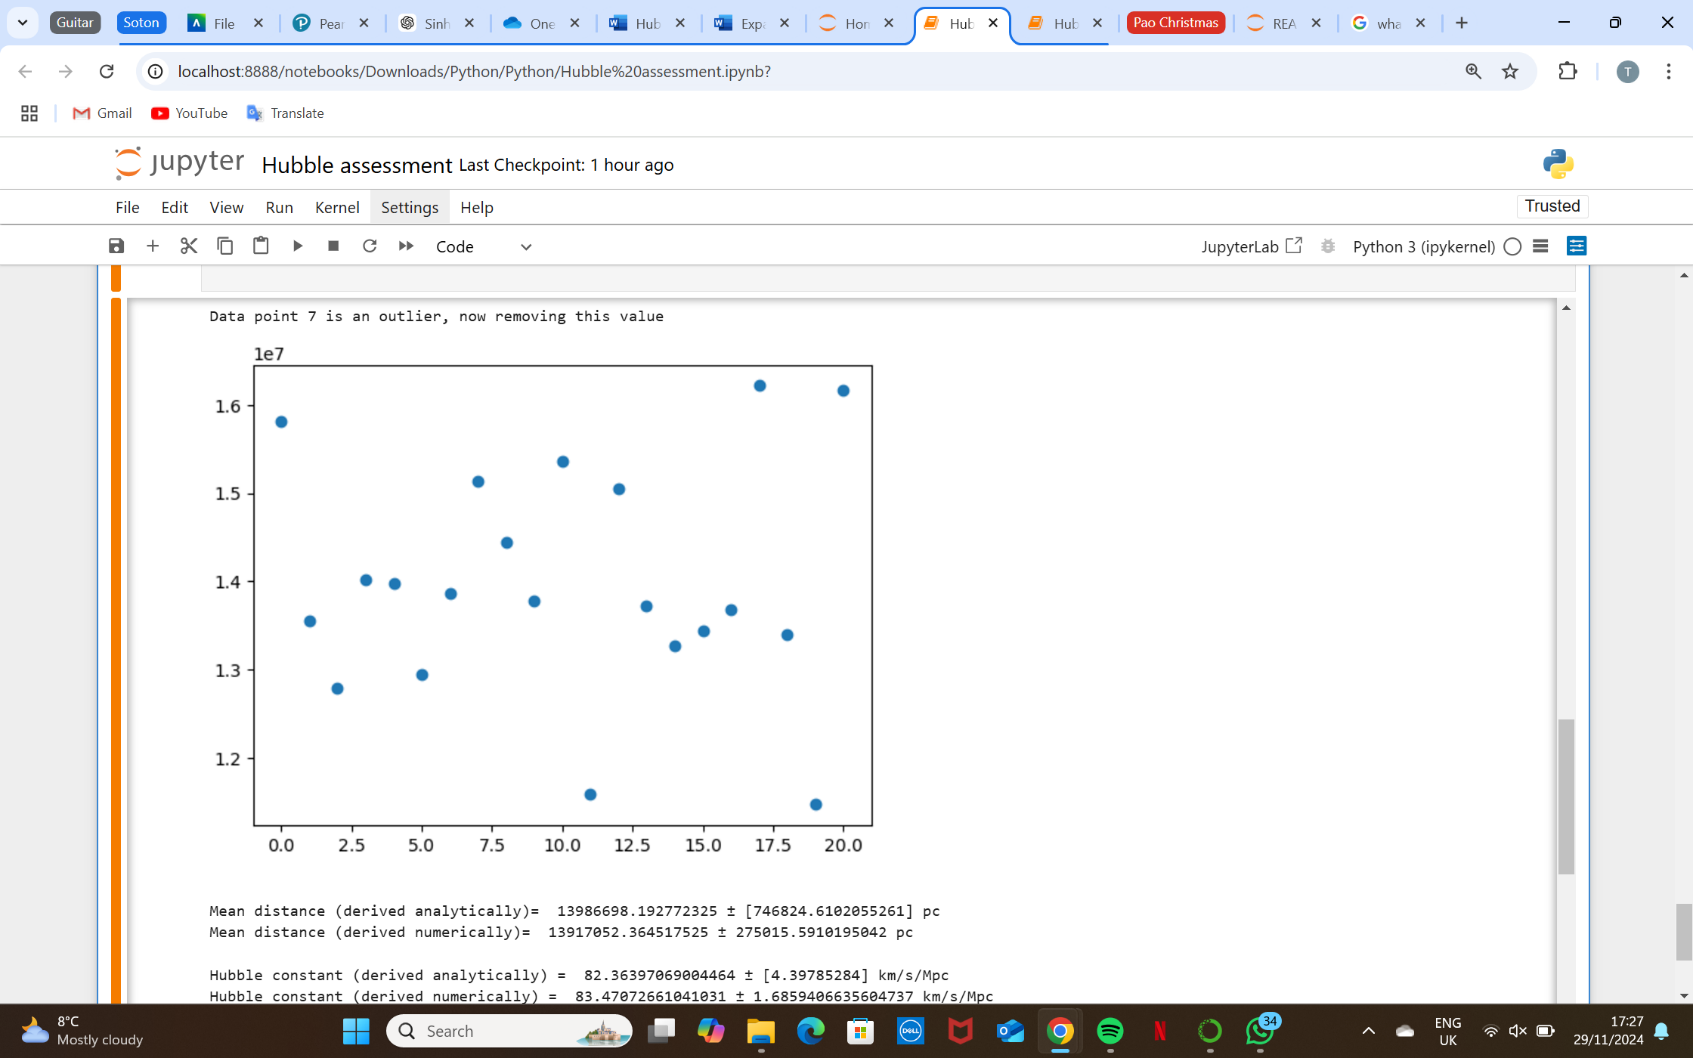 Guitar Soton File Pear Sinh One Hub Exp Hor Hub Hub Pao Christmas REA wha
localhost:8888/notebooks/Downloads/Python/Python/Hubble%20assessment.ipynb?
T
Gmail YouTube Translate
jupyter Hubble assessment Last Checkpoint: 1 hour ago
File Edit View Run Kernel Settings Help
Trusted
Code JupyterLab Python 3 (ipykernel)
Data point 7 is an outlier, now removing this value
1e7
1.6
1.5
1.4
1.3
1.2
0.0 2.5 5.0 7.5 10.0 12.5 15.0 17.5 20.0
Mean distance (derived analytically)= 13986698.192772325 ± [746824.6102055261] pc
Mean distance (derived numerically)= 13917052.364517525 ± 275015.5910195042 pc
Hubble constant (derived analytically) = 82.36397069004464 ± [4.39785284] km/s/Mpc
Hubble constant (derived numerically) = 83.47072661041031 ± 1.6859406635604737 km/s/Mpc
8°C
Mostly cloudy
Search
DELL
N
34
ENG
UK
17:27
29/11/2024